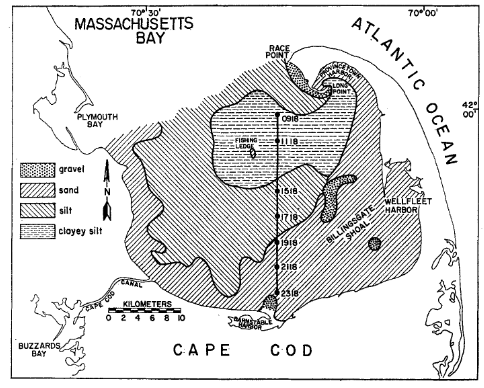 70°30'
70°00'
MASSACHUSETTS
BAY
ATLANTIC OCEAN
RACE
POINT
PROVINCETOWN
HARBOR
LONG
POINT
42°
00'
PLYMOUTH
BAY
0918
FISHING
LEDGE
1118
gravel
sand
silt
clayey silt
N
1518
1718
1918
2118
2318
WELLFLEET
HARBOR
BILLINGSGATE
SHOAL
CAPE COD CANAL
KILOMETERS
0 2 4 6 8 10
BARNSTABLE
HARBOR
BUZZARDS
BAY
CAPE COD